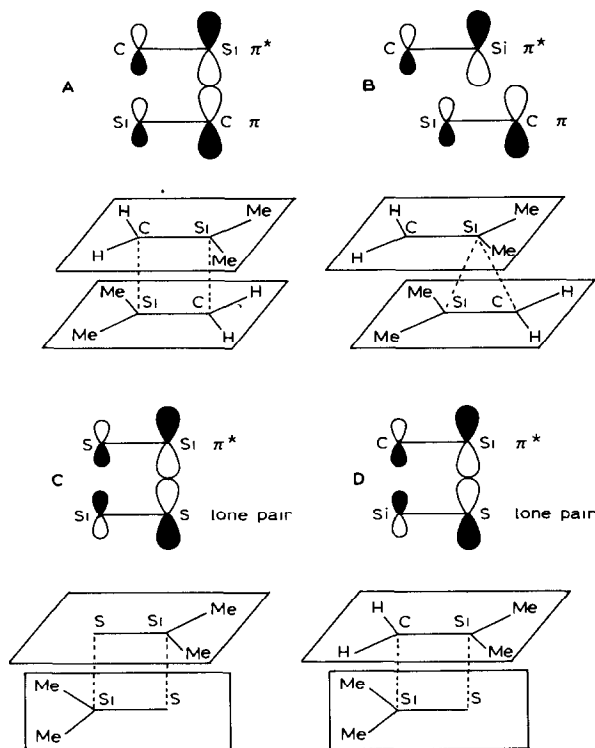 C Si π* C Si π*
A B
Si C π Si C π
H C Si Me H C Si Me
H Me H Me
Me Si C H Me Si C H
Me H Me H
S Si π* C Si π*
C D
Si S lone pair Si S lone pair
S Si Me H C Si Me
Me H Me
Me Si S Me Si S
Me Me